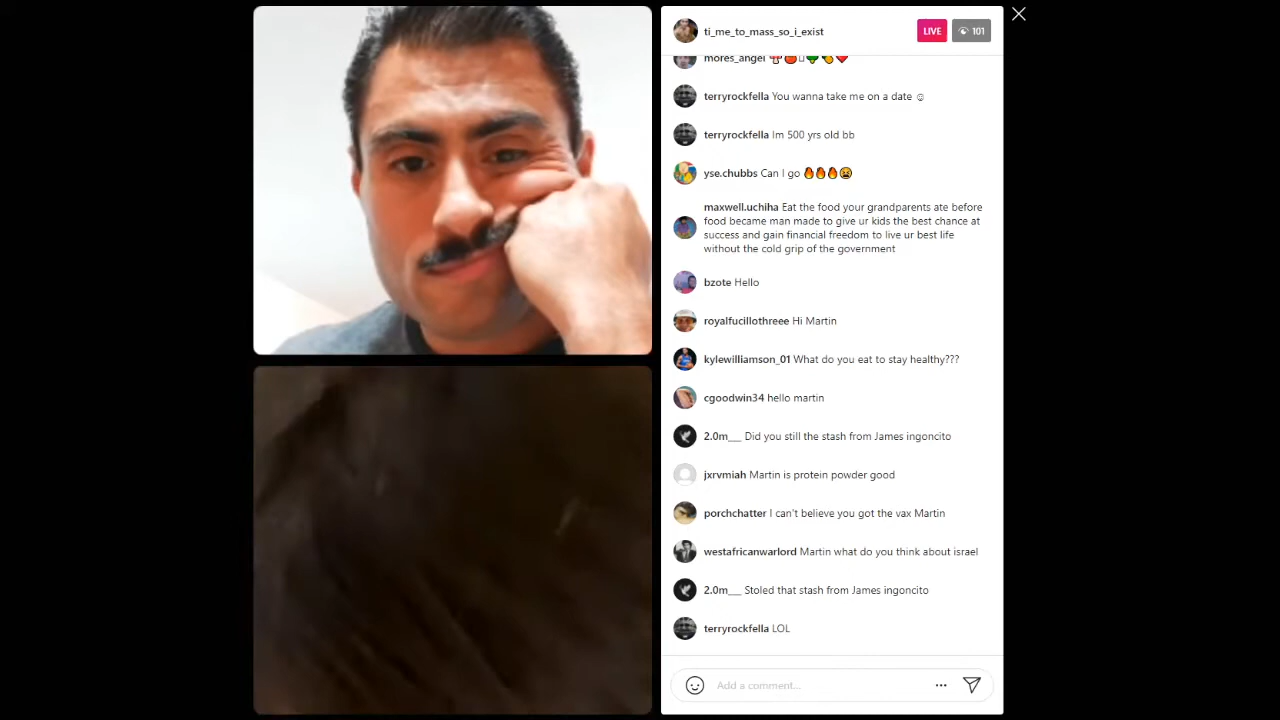 ti_me_to_mass_so_i_exist
LIVE
101
mores_angel 🍄🍅🥦🍋❤️
terryrockfella You wanna take me on a date ☺
terryrockfella Im 500 yrs old bb
yse.chubbs Can I go 🔥🔥🔥😫
maxwell.uchiha Eat the food your grandparents ate before
food became man made to give ur kids the best chance at
success and gain financial freedom to live ur best life
without the cold grip of the government
bzote Hello
royalfucillothreee Hi Martin
kylewilliamson_01 What do you eat to stay healthy???
cgoodwin34 hello martin
2.0m___ Did you still the stash from James ingoncito
jxrvmiah Martin is protein powder good
porchchatter I can't believe you got the vax Martin
westafricanwarlord Martin what do you think about israel
2.0m___ Stoled that stash from James ingoncito
terryrockfella LOL
Add a comment...